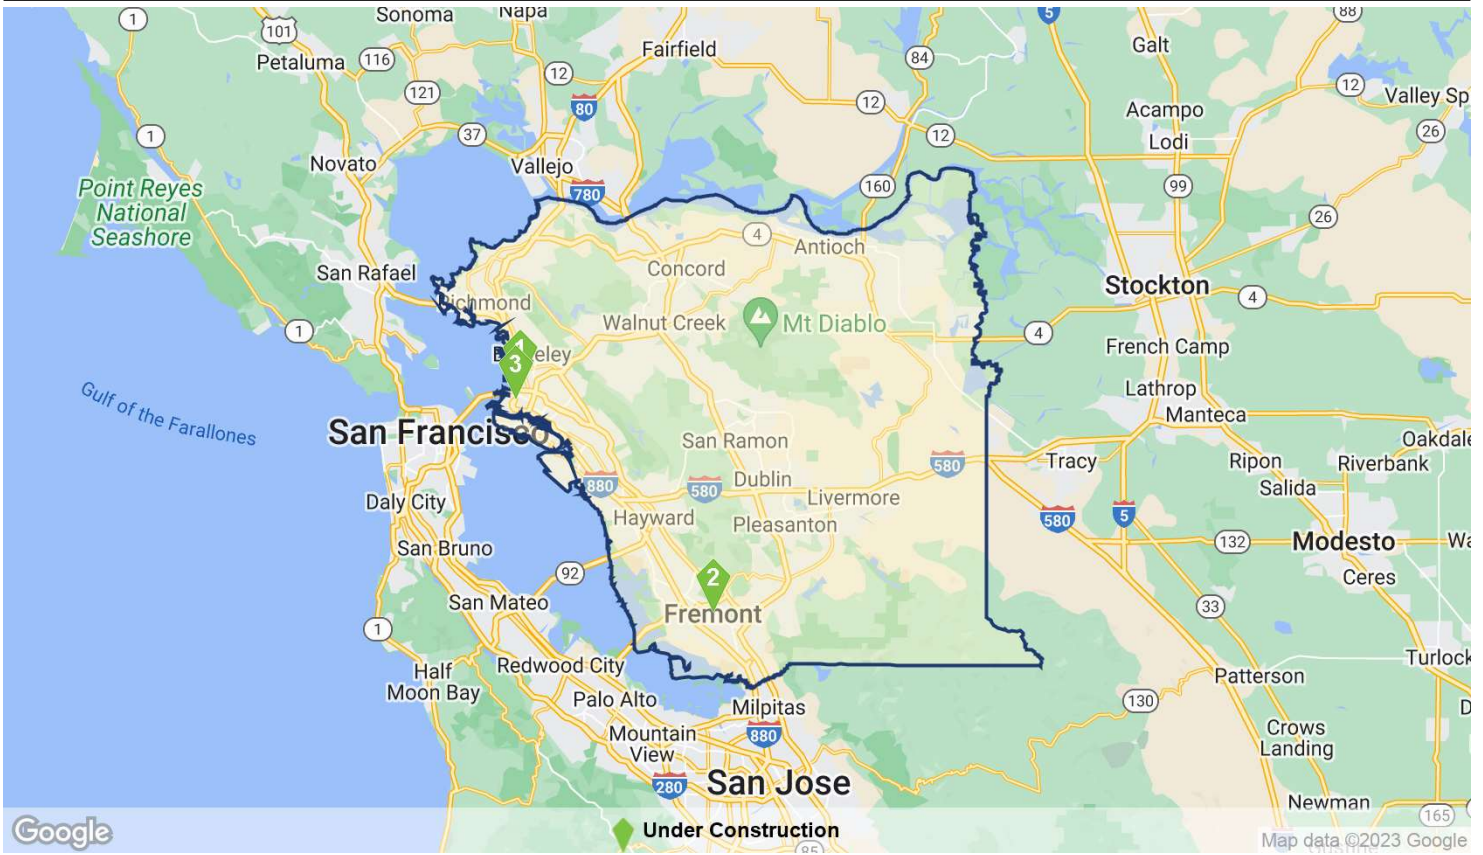 1
101
Sonoma
Napa
5
88
Petaluma
116
Fairfield
84
Galt
12
80
121
12
Acampo
12
Valley Sp
1
37
12
Lodi
26
Novato
Vallejo
780
160
99
Point Reyes
National
Seashore
26
4
Antioch
San Rafael
Concord
Stockton
4
Richmond
1
Walnut Creek
Mt Diablo
4
French Camp
3
2
Lathrop
Manteca
Gulf of the Farallones
San Francisco
San Ramon
Oakdale
580
Tracy
Ripon
Riverbank
880
580
Dublin
Salida
Daly City
Livermore
Hayward
Pleasanton
580
5
San Bruno
132
Modesto
92
Ceres
San Mateo
Fremont
33
1
Redwood City
Half
Moon Bay
Patterson
Turlock
Palo Alto
Milpitas
130
Mountain
View
880
Crows
Landing
280
San Jose
Newman
165
Google
Under Construction
85
Map data ©2023 Google